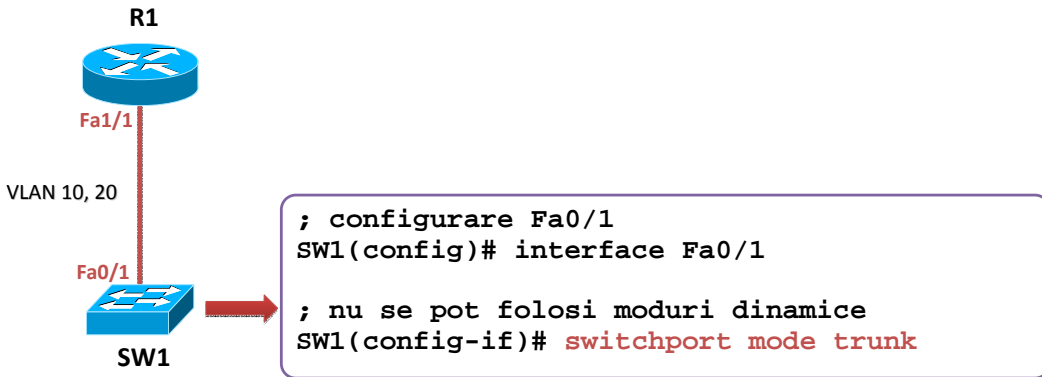 R1
Fa1/1
VLAN 10, 20
Fa0/1
SW1
; configurare Fa0/1
SW1(config)# interface Fa0/1
; nu se pot folosi moduri dinamice
SW1(config-if)# switchport mode trunk